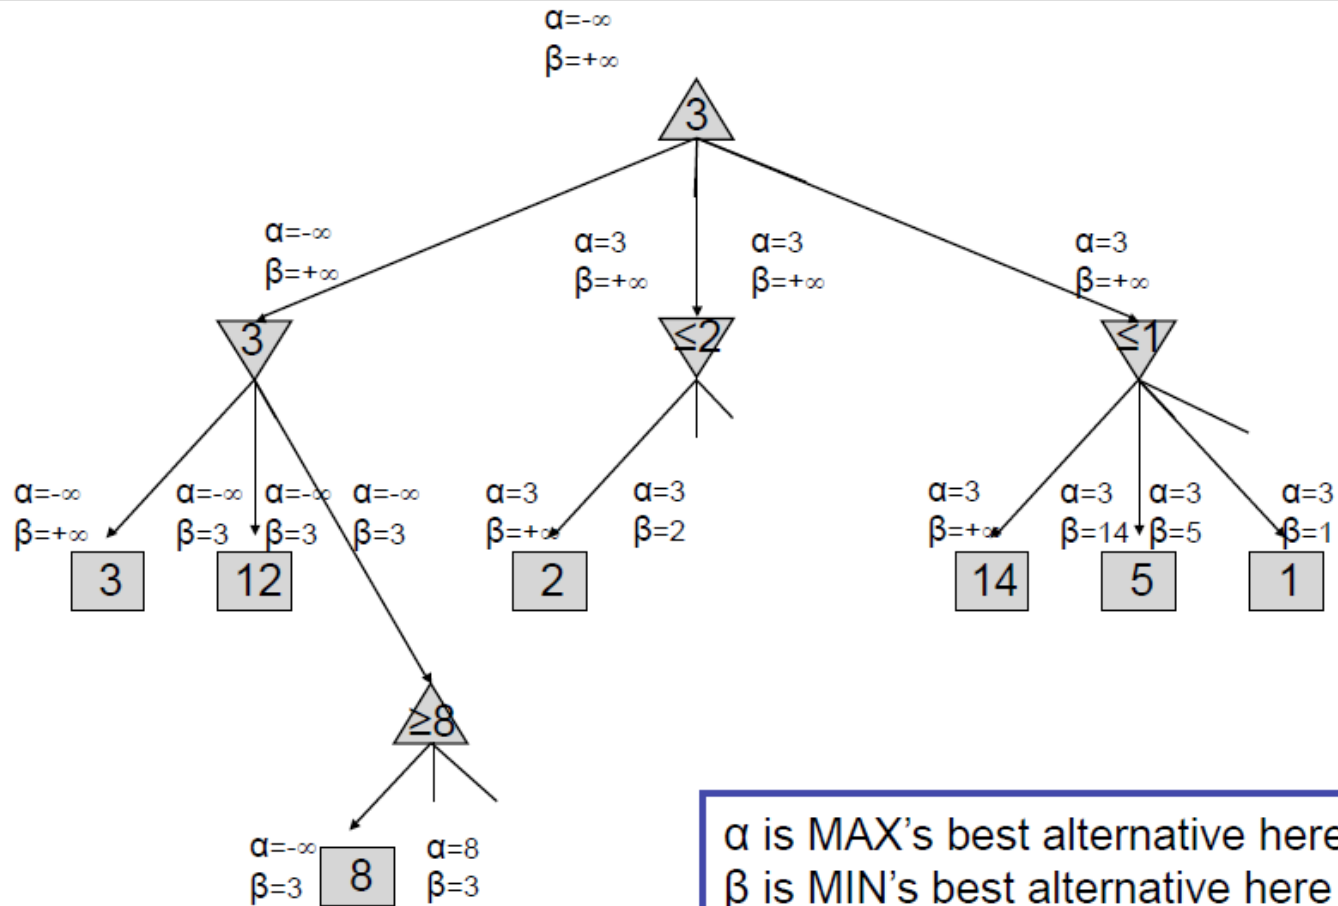 α=-∞
β=+∞
3
α=-∞
β=+∞
α=3
β=+∞
α=3
β=+∞
α=3
β=+∞
3
≤2
≤1
α=-∞
β=+∞
α=-∞
β=3
α=-∞
β=3
α=-∞
β=3
α=3
β=+∞
α=3
β=2
α=3
β=+∞
α=3
β=14
α=3
β=5
α=3
β=1
3
12
2
14
5
1
≥8
α=-∞
β=3
8
α=8
β=3
α is MAX’s best alternative here
β is MIN’s best alternative here